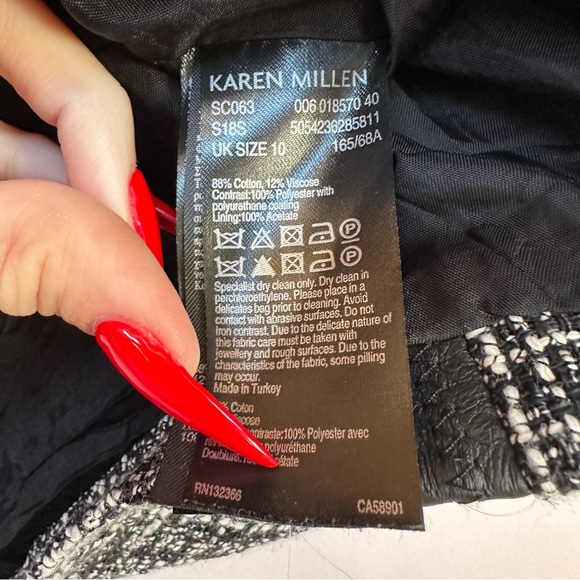 KAREN MILLEN
SC063 006 018570 40
S18S 5054236285811
UK SIZE 10 165/68A
88% Cotton, 12% Viscose
Contrast:100% Polyester with
polyurethane coating
Lining:100% Acetate
P
P
Specialist dry clean only. Dry clean in
perchloroethylene. Please place in a
delicates bag prior to cleaning. Avoid
contact with abrasive surfaces. Do not
iron contrast. Due to the delicate nature of
this fabric care must be taken with
jewellery and rough surfaces. Due to the
characteristics of the fabric, some pilling
may occur.
Made in Turkey
% Coton
100% Polyester avec
Doublure:
RN132366 CA58901